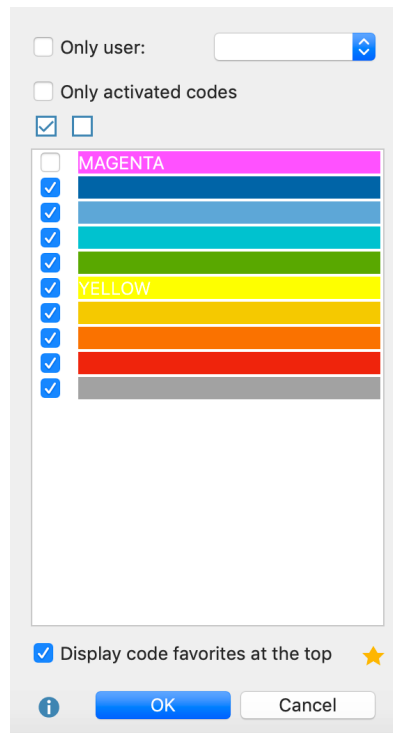 Only user:
Only activated codes
MAGENTA
YELLOW
Display code favorites at the top
OK Cancel